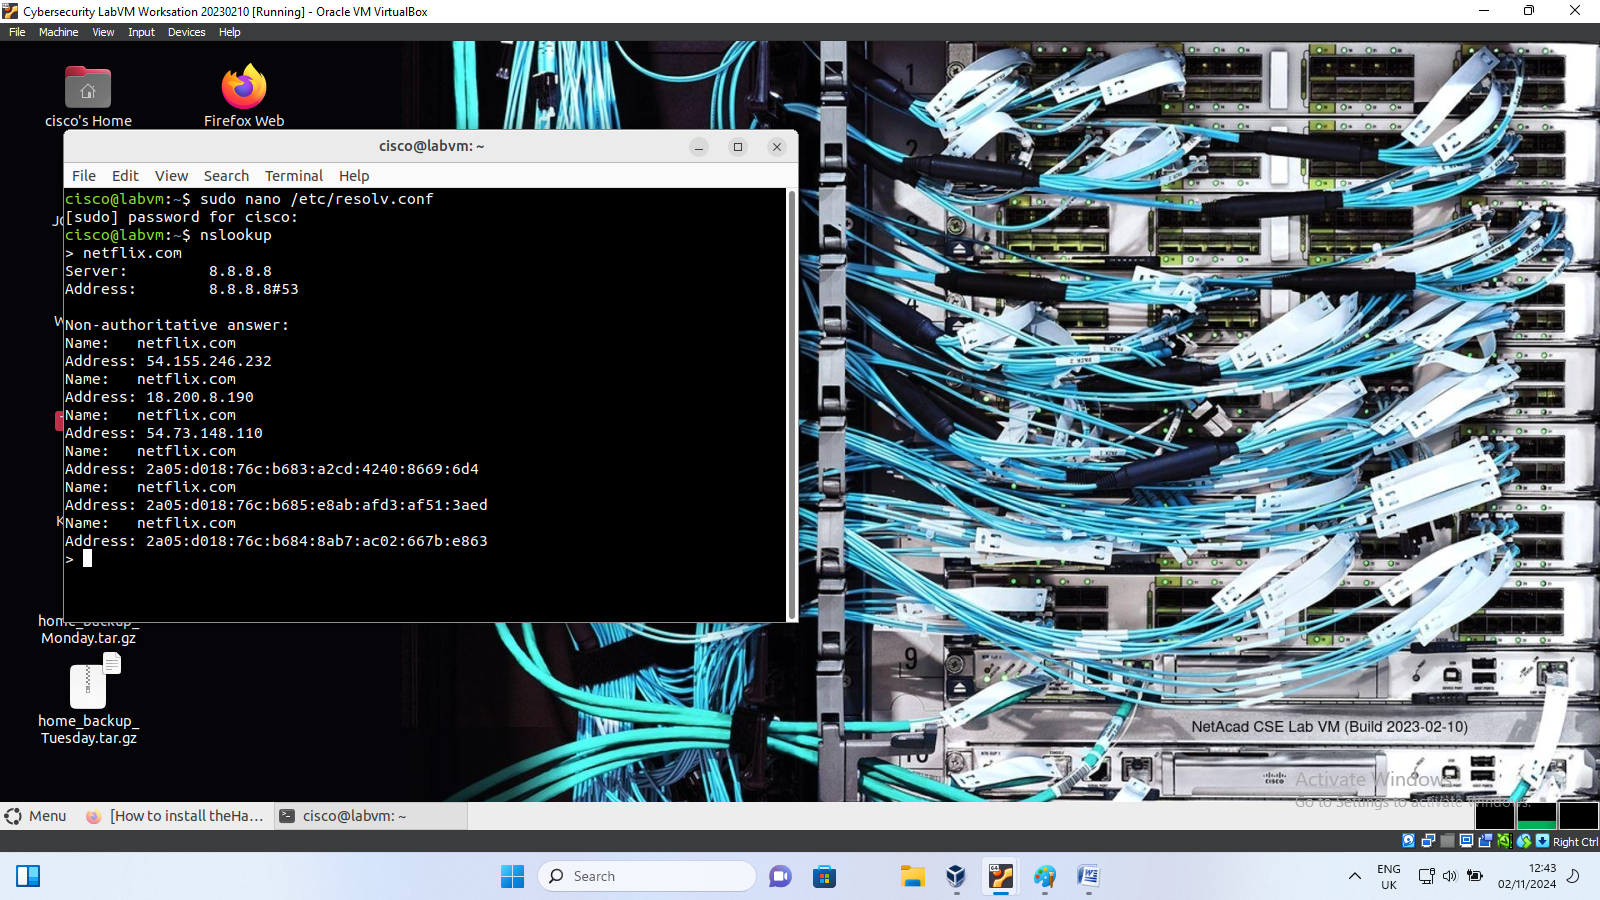 Cybersecurity LabVM Worksation 20230210 [Running] - Oracle VM VirtualBox
File Machine View Input Devices Help
cisco's Home
Firefox Web
cisco@labvm: ~
File Edit View Search Terminal Help
cisco@labvm:~$ sudo nano /etc/resolv.conf
[sudo] password for cisco:
cisco@labvm:~$ nslookup
> netflix.com
Server: 8.8.8.8
Address: 8.8.8.8#53
Non-authoritative answer:
Name: netflix.com
Address: 54.155.246.232
Name: netflix.com
Address: 18.200.8.190
Name: netflix.com
Address: 54.73.148.110
Name: netflix.com
Address: 2a05:d018:76c:b683:a2cd:4240:8669:6d4
Name: netflix.com
Address: 2a05:d018:76c:b685:e8ab:afd3:af51:3aed
Name: netflix.com
Address: 2a05:d018:76c:b684:8ab7:ac02:667b:e863
>
home_backup_
Monday.tar.gz
home_backup_
Tuesday.tar.gz
1
2
4
9
10
NetAcad CSE Lab VM (Build 2023-02-10)
cisco
Activate Windows
Go to Settings to activate Windows.
Menu
[How to install theHa...
cisco@labvm: ~
Right Ctrl
Search
ENG
UK
12:43
02/11/2024